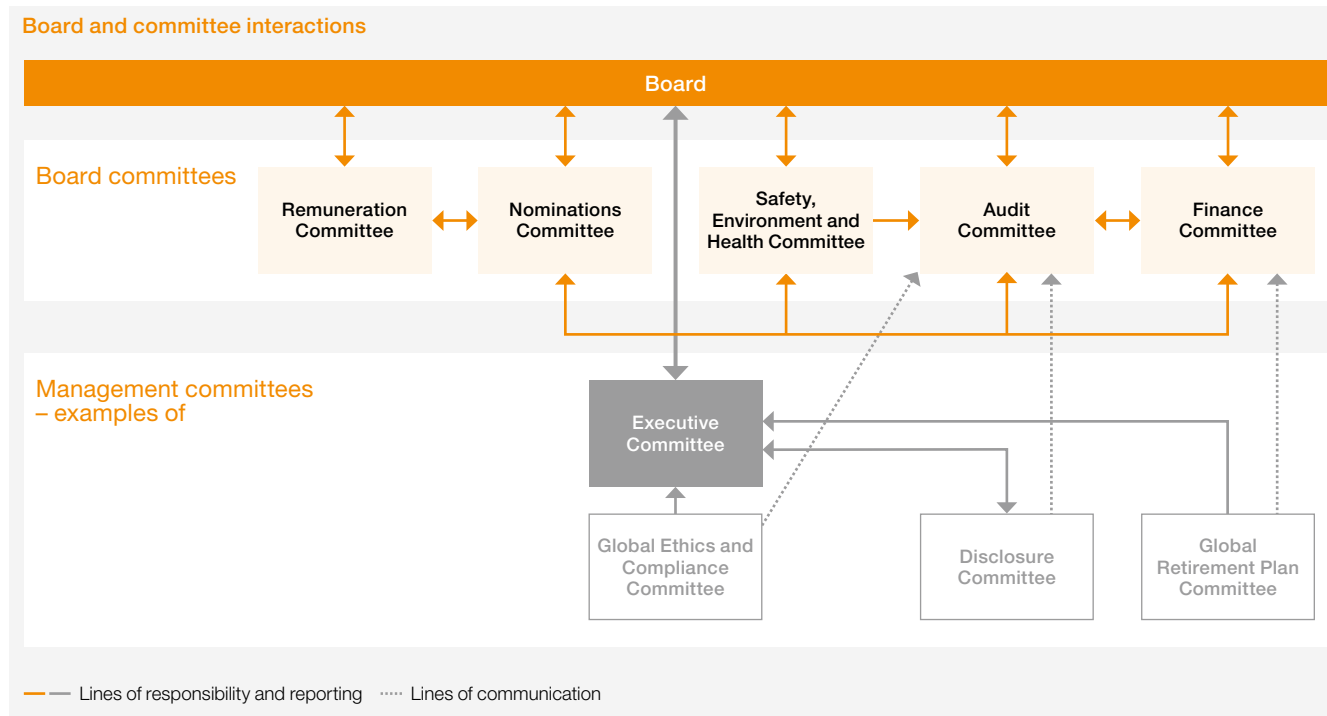 Board and committee interactions
Board
Board committees
Remuneration
Committee
Nominations
Committee
Safety,
Environment and
Health Committee
Audit
Committee
Finance
Committee
Management committees
– examples of
Executive
Committee
Global Ethics and
Compliance
Committee
Disclosure
Committee
Global
Retirement Plan
Committee
Lines of responsibility and reporting
Lines of communication